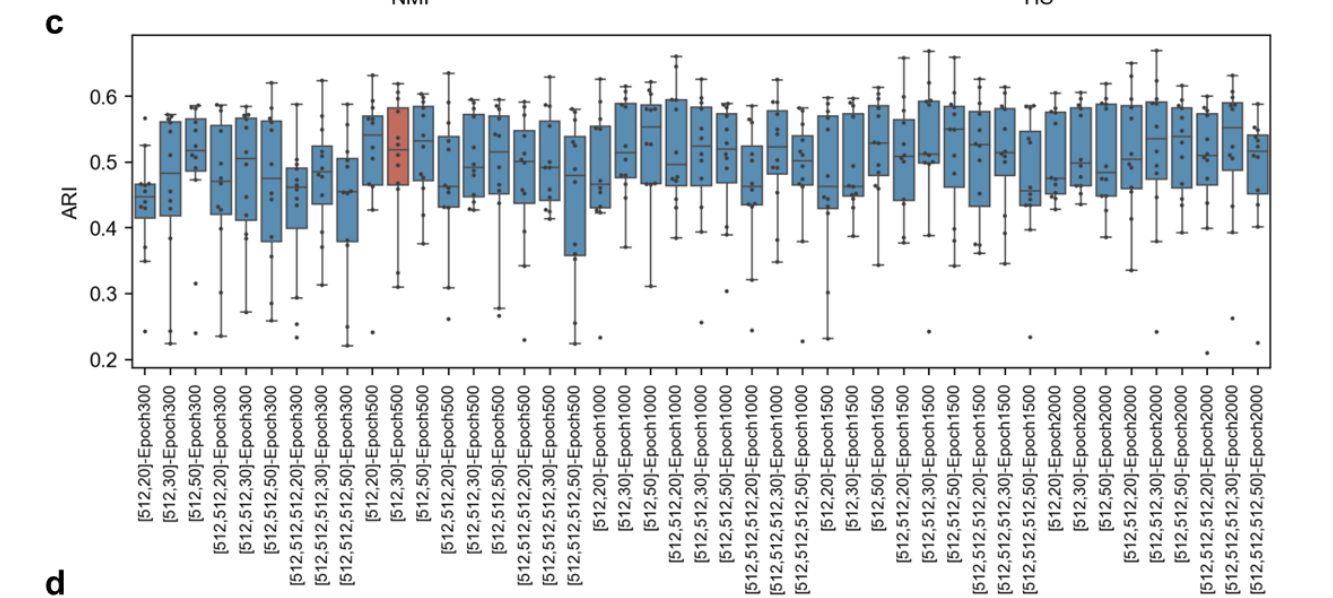 c
ARI
0.6
0.5
0.4
0.3
0.2
[512,20]-Epoch300
[512,30]-Epoch300
[512,50]-Epoch300
[512,512,20]-Epoch300
[512,512,30]-Epoch300
[512,512,50]-Epoch300
[512,512,512,20]-Epoch300
[512,512,512,30]-Epoch300
[512,512,512,50]-Epoch300
[512,20]-Epoch500
[512,30]-Epoch500
[512,50]-Epoch500
[512,512,20]-Epoch500
[512,512,30]-Epoch500
[512,512,50]-Epoch500
[512,512,512,20]-Epoch500
[512,512,512,30]-Epoch500
[512,512,512,50]-Epoch500
[512,20]-Epoch1000
[512,30]-Epoch1000
[512,50]-Epoch1000
[512,512,20]-Epoch1000
[512,512,30]-Epoch1000
[512,512,50]-Epoch1000
[512,512,512,20]-Epoch1000
[512,512,512,30]-Epoch1000
[512,512,512,50]-Epoch1000
[512,20]-Epoch1500
[512,30]-Epoch1500
[512,50]-Epoch1500
[512,512,20]-Epoch1500
[512,512,30]-Epoch1500
[512,512,50]-Epoch1500
[512,512,512,20]-Epoch1500
[512,512,512,30]-Epoch1500
[512,512,512,50]-Epoch1500
[512,20]-Epoch2000
[512,30]-Epoch2000
[512,50]-Epoch2000
[512,512,20]-Epoch2000
[512,512,30]-Epoch2000
[512,512,50]-Epoch2000
[512,512,512,20]-Epoch2000
[512,512,512,30]-Epoch2000
[512,512,512,50]-Epoch2000
d